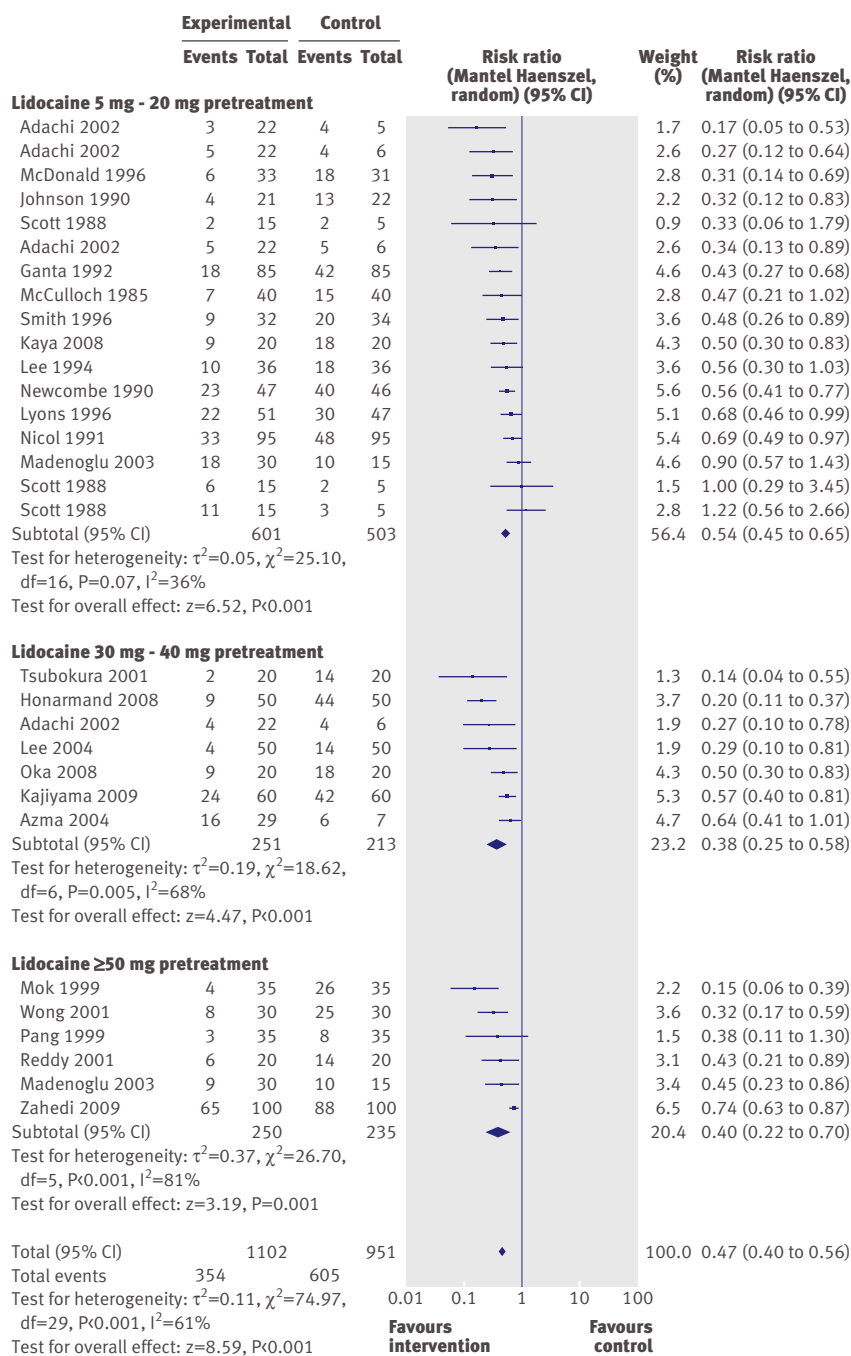 Experimental Control
Events Total Events Total Risk ratio (Mantel Haenszel, random) (95% CI) Weight (%) Risk ratio (Mantel Haenszel, random) (95% CI)
Lidocaine 5 mg - 20 mg pretreatment
Adachi 2002 3 22 4 5 1.7 0.17 (0.05 to 0.53)
Adachi 2002 5 22 4 6 2.6 0.27 (0.12 to 0.64)
McDonald 1996 6 33 18 31 2.8 0.31 (0.14 to 0.69)
Johnson 1990 4 21 13 22 2.2 0.32 (0.12 to 0.83)
Scott 1988 2 15 2 5 0.9 0.33 (0.06 to 1.79)
Adachi 2002 5 22 5 6 2.6 0.34 (0.13 to 0.89)
Ganta 1992 18 85 42 85 4.6 0.43 (0.27 to 0.68)
McCulloch 1985 7 40 15 40 2.8 0.47 (0.21 to 1.02)
Smith 1996 9 32 20 34 3.6 0.48 (0.26 to 0.89)
Kaya 2008 9 20 18 20 4.3 0.50 (0.30 to 0.83)
Lee 1994 10 36 18 36 3.6 0.56 (0.30 to 1.03)
Newcombe 1990 23 47 40 46 5.6 0.56 (0.41 to 0.77)
Lyons 1996 22 51 30 47 5.1 0.68 (0.46 to 0.99)
Nicol 1991 33 95 48 95 5.4 0.69 (0.49 to 0.97)
Madenoglu 2003 18 30 10 15 4.6 0.90 (0.57 to 1.43)
Scott 1988 6 15 2 5 1.5 1.00 (0.29 to 3.45)
Scott 1988 11 15 3 5 2.8 1.22 (0.56 to 2.66)
Subtotal (95% CI) 601 503 56.4 0.54 (0.45 to 0.65)
Test for heterogeneity: τ²=0.05, χ²=25.10,
df=16, P=0.07, I²=36%
Test for overall effect: z=6.52, P<0.001
Lidocaine 30 mg - 40 mg pretreatment
Tsubokura 2001 2 20 14 20 1.3 0.14 (0.04 to 0.55)
Honarmand 2008 9 50 44 50 3.7 0.20 (0.11 to 0.37)
Adachi 2002 4 22 4 6 1.9 0.27 (0.10 to 0.78)
Lee 2004 4 50 14 50 1.9 0.29 (0.10 to 0.81)
Oka 2008 9 20 18 20 4.3 0.50 (0.30 to 0.83)
Kajiyama 2009 24 60 42 60 5.3 0.57 (0.40 to 0.81)
Azma 2004 16 29 6 7 4.7 0.64 (0.41 to 1.01)
Subtotal (95% CI) 251 213 23.2 0.38 (0.25 to 0.58)
Test for heterogeneity: τ²=0.19, χ²=18.62,
df=6, P=0.005, I²=68%
Test for overall effect: z=4.47, P<0.001
Lidocaine ≥50 mg pretreatment
Mok 1999 4 35 26 35 2.2 0.15 (0.06 to 0.39)
Wong 2001 8 30 25 30 3.6 0.32 (0.17 to 0.59)
Pang 1999 3 35 8 35 1.5 0.38 (0.11 to 1.30)
Reddy 2001 6 20 14 20 3.1 0.43 (0.21 to 0.89)
Madenoglu 2003 9 30 10 15 3.4 0.45 (0.23 to 0.86)
Zahedi 2009 65 100 88 100 6.5 0.74 (0.63 to 0.87)
Subtotal (95% CI) 250 235 20.4 0.40 (0.22 to 0.70)
Test for heterogeneity: τ²=0.37, χ²=26.70,
df=5, P<0.001, I²=81%
Test for overall effect: z=3.19, P=0.001
Total (95% CI) 1102 951 100.0 0.47 (0.40 to 0.56)
Total events 354 605
Test for heterogeneity: τ²=0.11, χ²=74.97,
df=29, P<0.001, I²=61%
Test for overall effect: z=8.59, P<0.001
0.01 0.1 1 10 100
Favours intervention Favours control